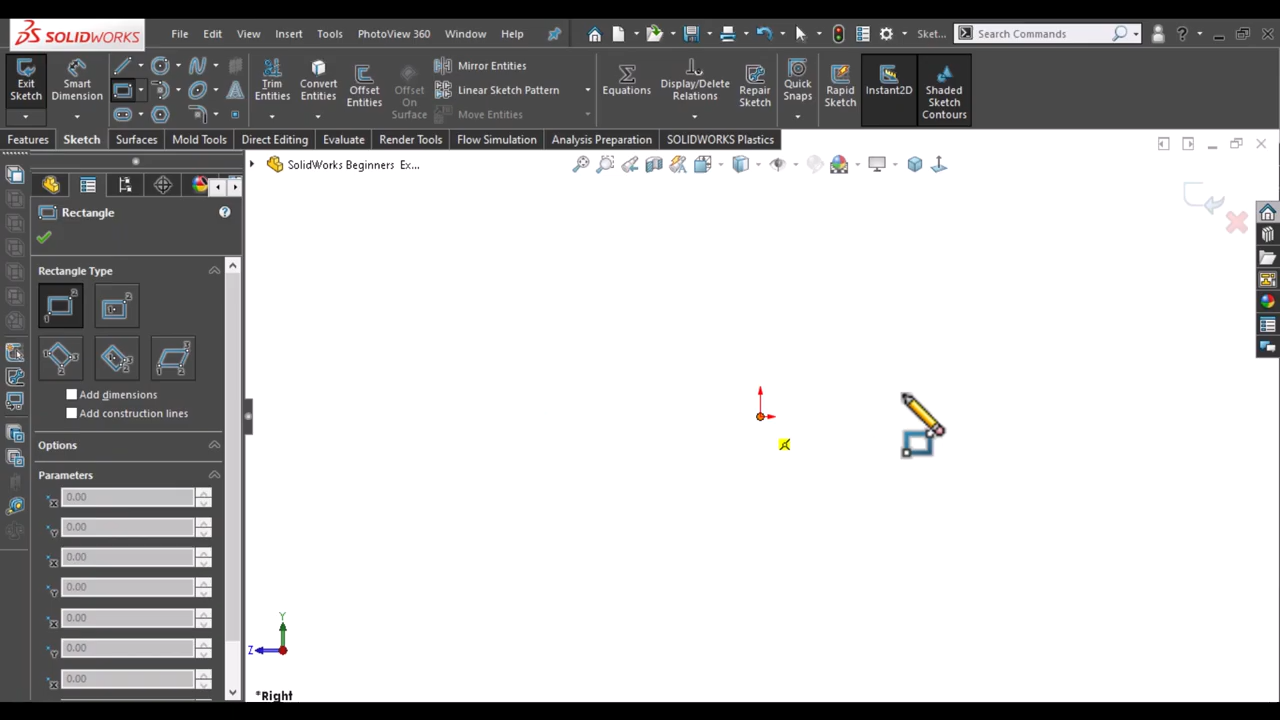 SOLIDWORKS File Edit View Insert Tools PhotoView 360 Window Help Sket... Search Commands ?
Exit Sketch
Smart Dimension
Trim Entities
Convert Entities
Offset Entities
Offset On Surface
Mirror Entities
Linear Sketch Pattern
Move Entities
Equations
Display/Delete Relations
Repair Sketch
Quick Snaps
Rapid Sketch
Instant2D
Shaded Sketch Contours
Features Sketch Surfaces Mold Tools Direct Editing Evaluate Render Tools Flow Simulation Analysis Preparation SOLIDWORKS Plastics
SolidWorks Beginners Ex...
Rectangle ?
Rectangle Type
Add dimensions
Add construction lines
Options
Parameters
0.00
0.00
0.00
0.00
0.00
0.00
0.00
Y
Z
*Right